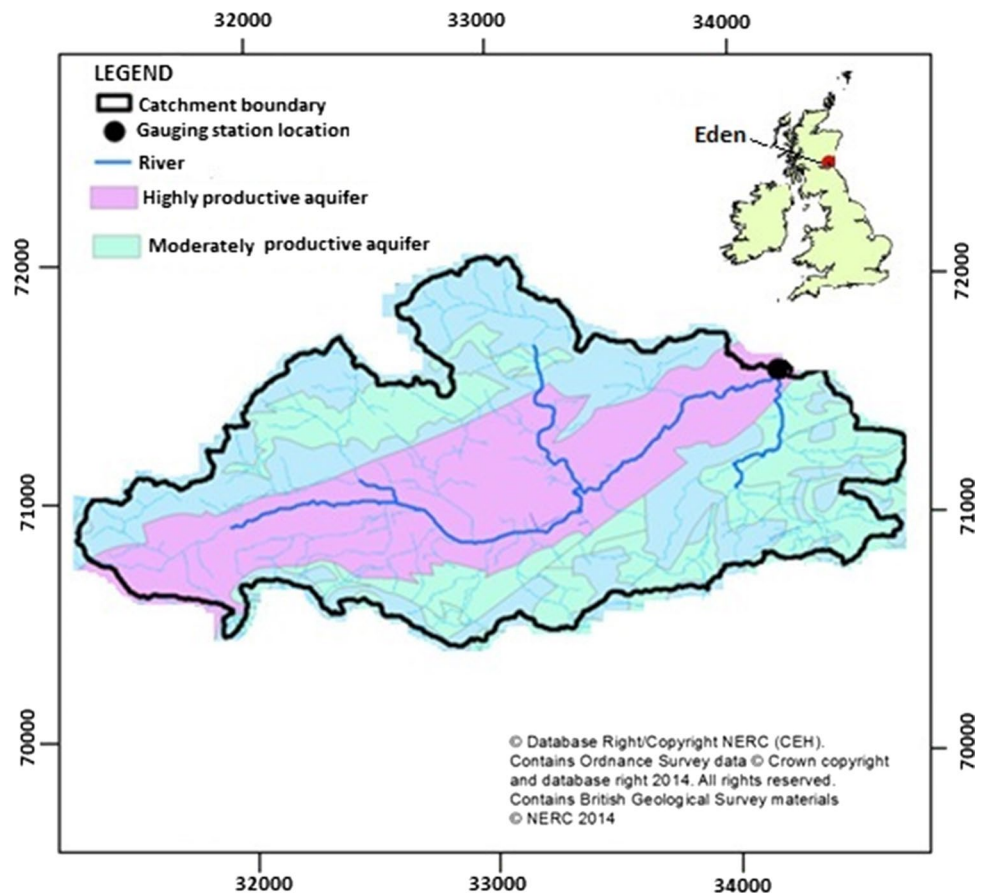 32000 33000 34000
LEGEND
Catchment boundary
Gauging station location
River
Highly productive aquifer
Moderately productive aquifer
Eden
72000
72000
71000
71000
70000
70000
© Database Right/Copyright NERC (CEH).
Contains Ordnance Survey data © Crown copyright
and database right 2014. All rights reserved.
Contains British Geological Survey materials
© NERC 2014
32000 33000 34000